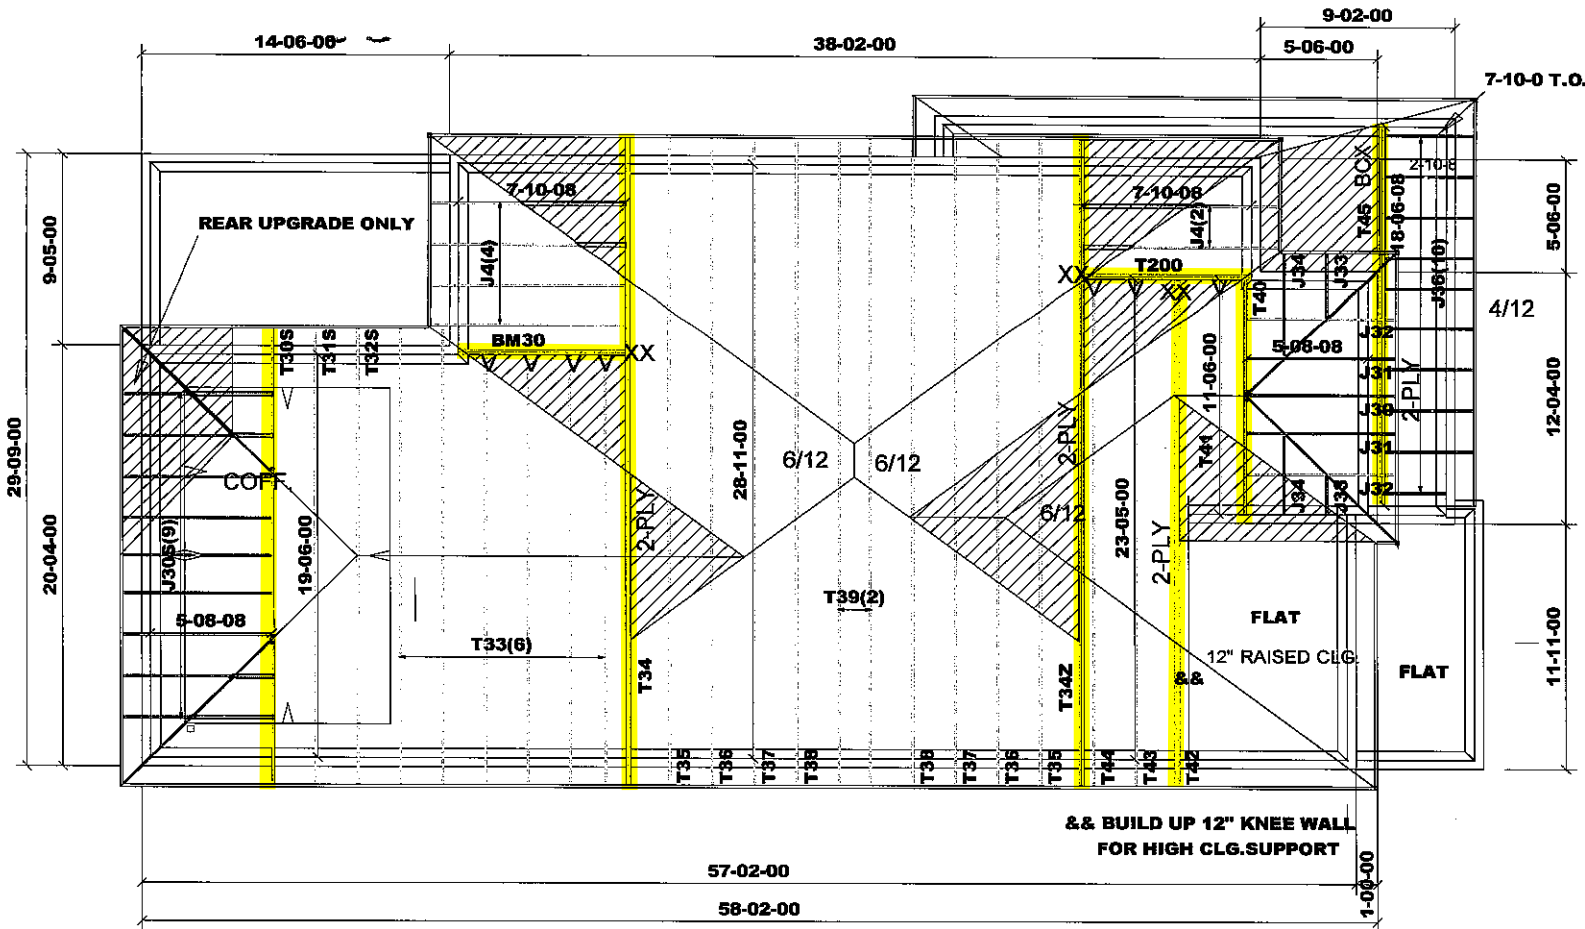 9-02-00
14-06-00
38-02-00
5-06-00
7-10-0 T.O.
REAR UPGRADE ONLY
7-10-08
7-10-08
BOX
2-10-8
T45
18-06-08
9-05-00
J4(4)
J4(2)
5-06-00
T200
XX
XX
J34
J33
J36(10)
T40
4/12
BM30
XX
T30S
T31S
T32S
J32
5-08-08
J31
J30
J31
J32
2-PLY
11-06-00
T41
12-04-00
29-09-00
28-11-00
2-PLY
6/12
6/12
6/12
COFF.
2-PLY
J34
J33
23-05-00
2-PLY
20-04-00
J30S(9)
19-06-00
5-08-08
T39(2)
T33(6)
T34
T34Z
FLAT
12" RAISED CLG.
FLAT
&&
11-11-00
T35
T36
T37
T38
T38
T37
T36
T35
T44
T43
T42
&& BUILD UP 12" KNEE WALL
FOR HIGH CLG.SUPPORT
57-02-00
1-00-00
58-02-00